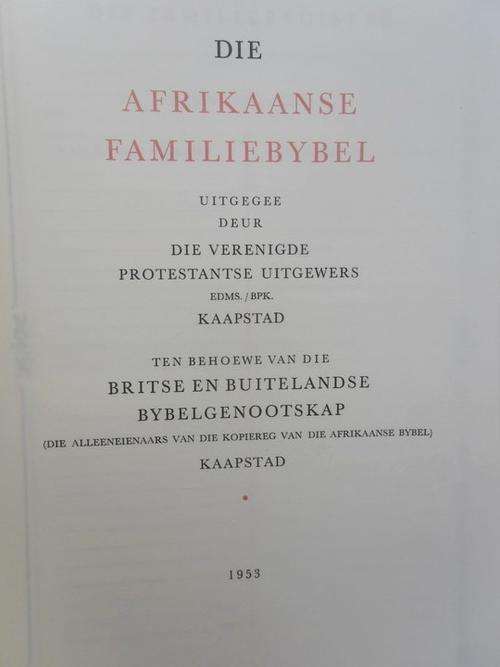 DIE
AFRIKAANSE
FAMILIEBYBEL
UITGEGEE
DEUR
DIE VERENIGDE
PROTESTANTSE UITGEWERS
EDMS. / BPK.
KAAPSTAD
TEN BEHOEWE VAN DIE
BRITSE EN BUITELANDSE
BYBELGENOOTSKAP
(DIE ALLEENEIENAARS VAN DIE KOPIEREG VAN DIE AFRIKAANSE BYBEL)
KAAPSTAD
1953